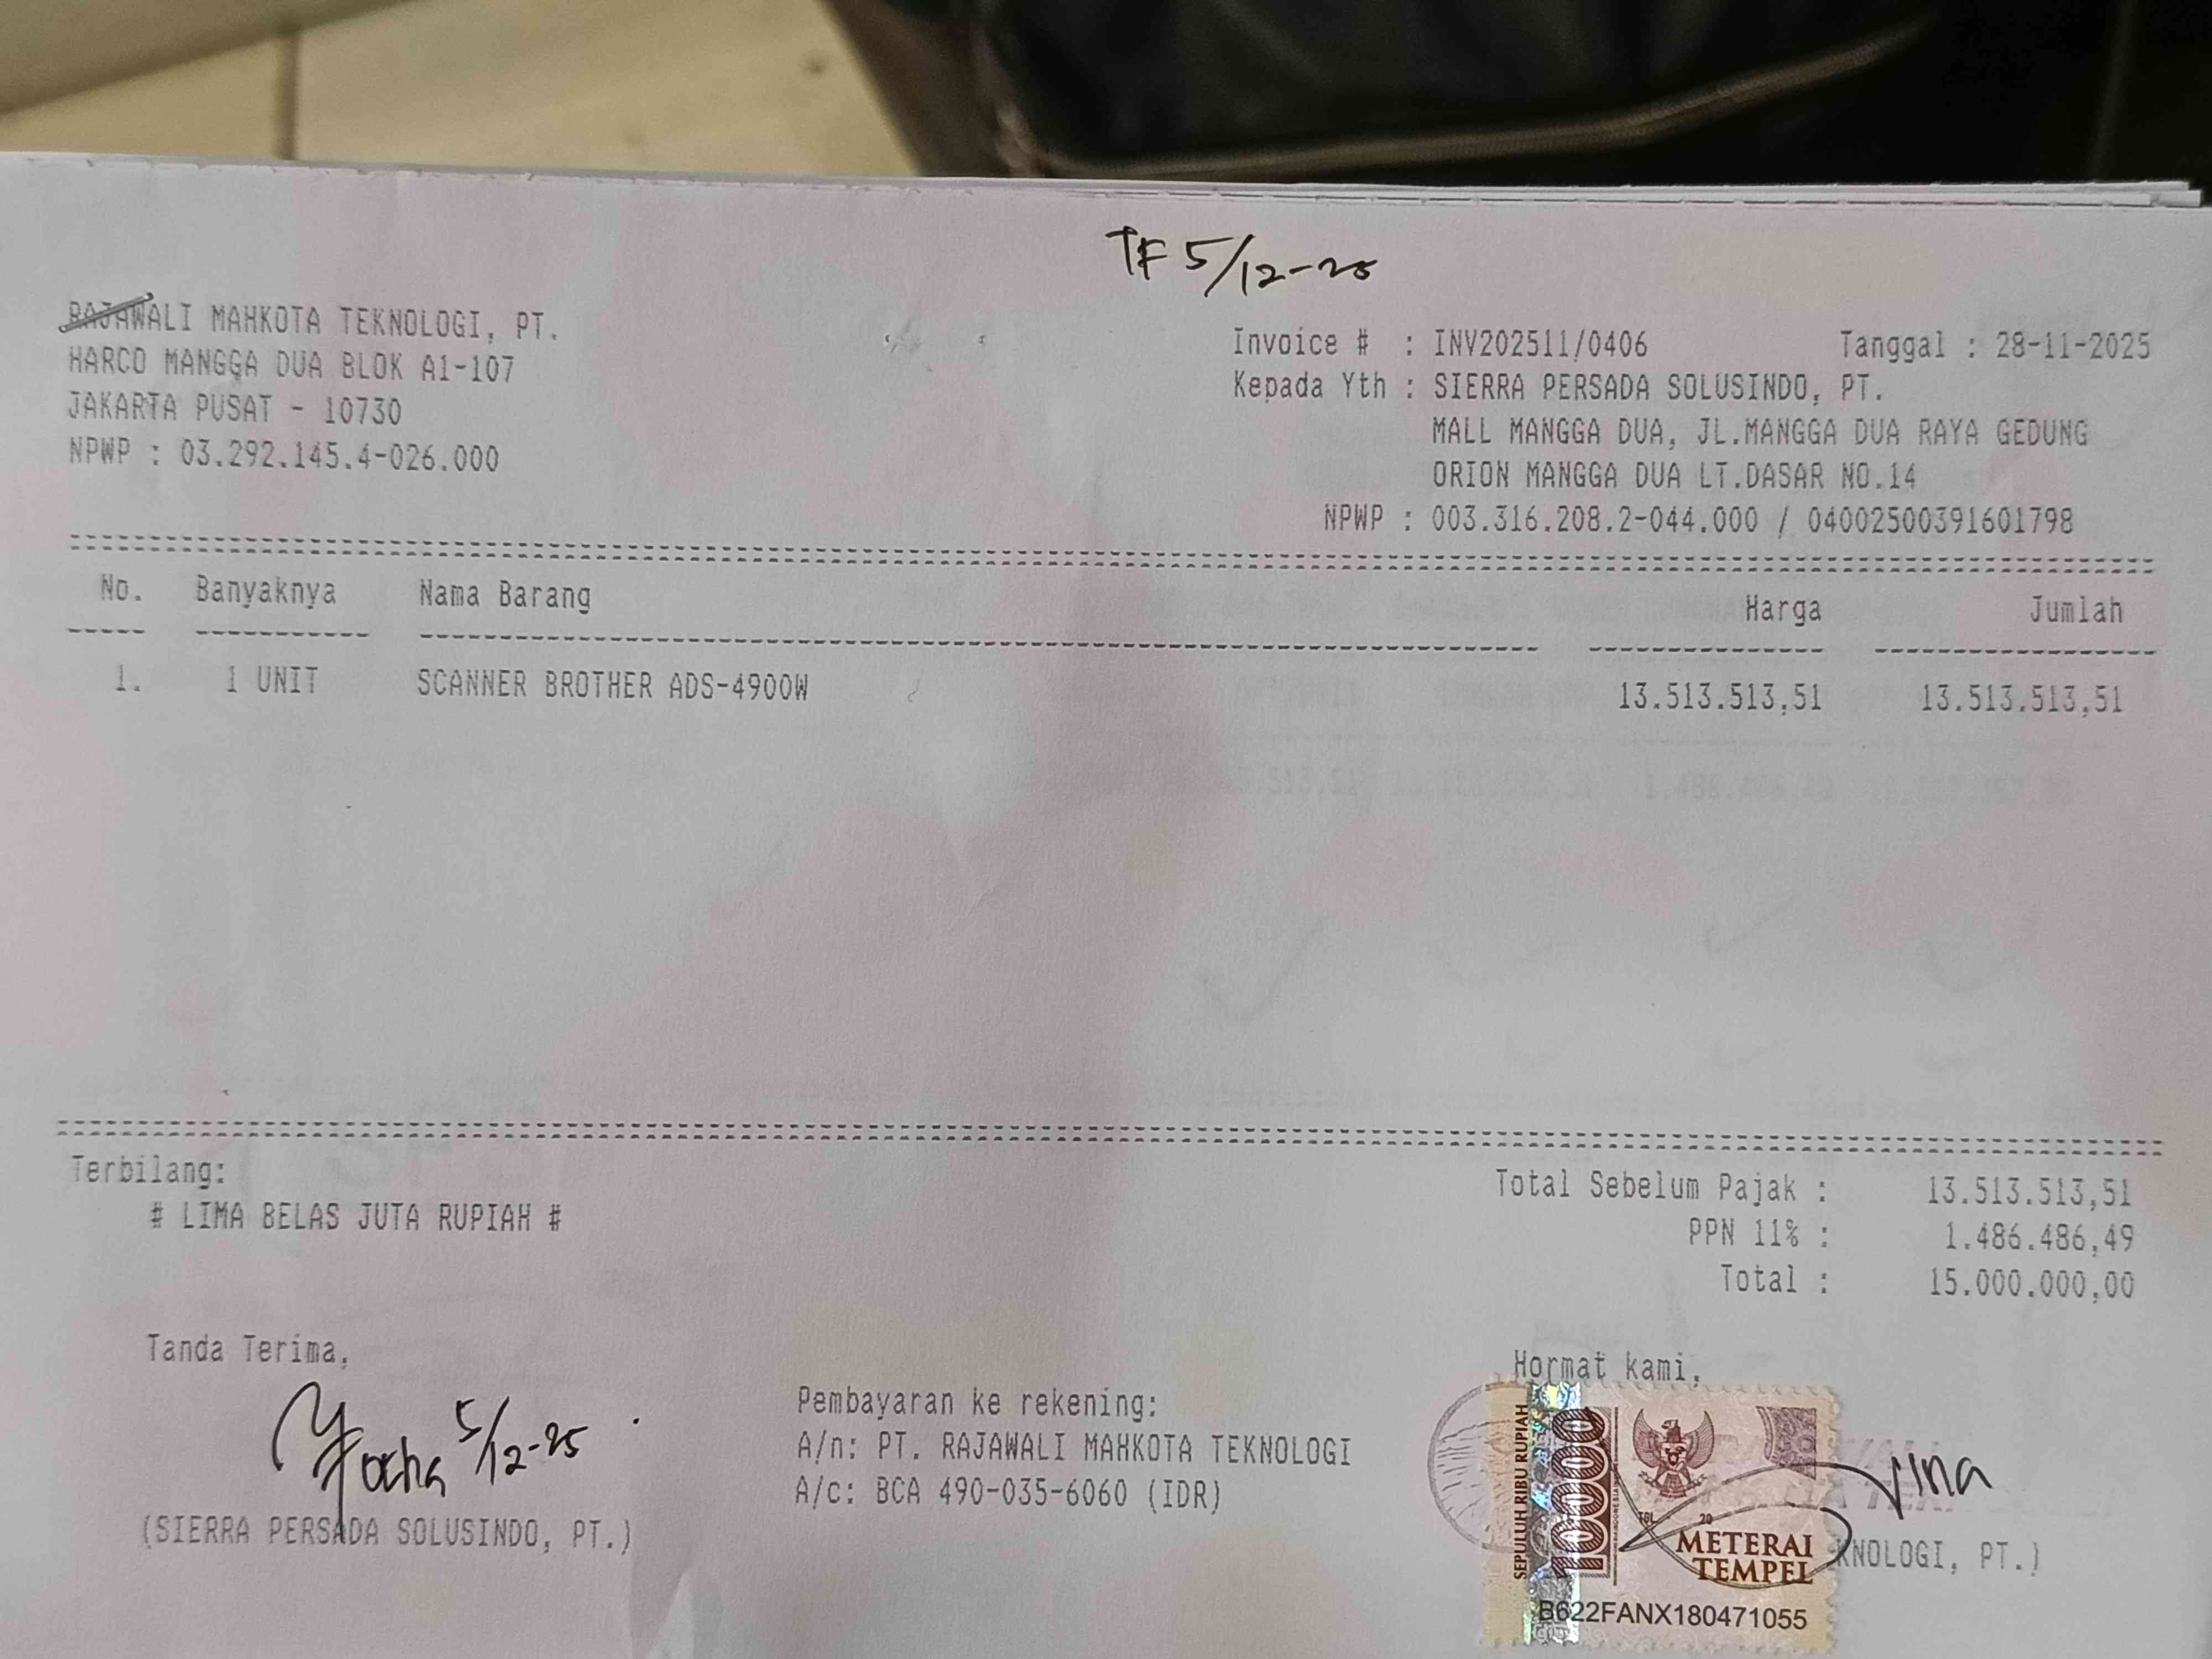 TF 5/12-25
RAJAWALI MAHKOTA TEKNOLOGI, PT.
HARCO MANGGA DUA BLOK A1-107
JAKARTA PUSAT - 10730
NPWP : 03.292.145.4-026.000
Invoice # : INV202511/0406 Tanggal : 28-11-2025
Kepada Yth : SIERRA PERSADA SOLUSINDO, PT.
MALL MANGGA DUA, JL.MANGGA DUA RAYA GEDUNG
ORION MANGGA DUA LT.DASAR NO.14
NPWP : 003.316.208.2-044.000 / 04002500391601798
No. Banyaknya Nama Barang Harga Jumlah
1. 1 UNIT SCANNER BROTHER ADS-4900W 13.513.513,51 13.513.513,51
Terbilang:
# LIMA BELAS JUTA RUPIAH #
Total Sebelum Pajak : 13.513.513,51
PPN 11% : 1.486.486,49
Total : 15.000.000,00
Tanda Terima,
5/12-25
(SIERRA PERSADA SOLUSINDO, PT.)
Pembayaran ke rekening:
A/n: PT. RAJAWALI MAHKOTA TEKNOLOGI
A/c: BCA 490-035-6060 (IDR)
Hormat kami,
SEPULUH RIBU RUPIAH
10000
TGL. 20
METERAI
TEMPEL
B622FANX180471055
KNOLOGI, PT.)